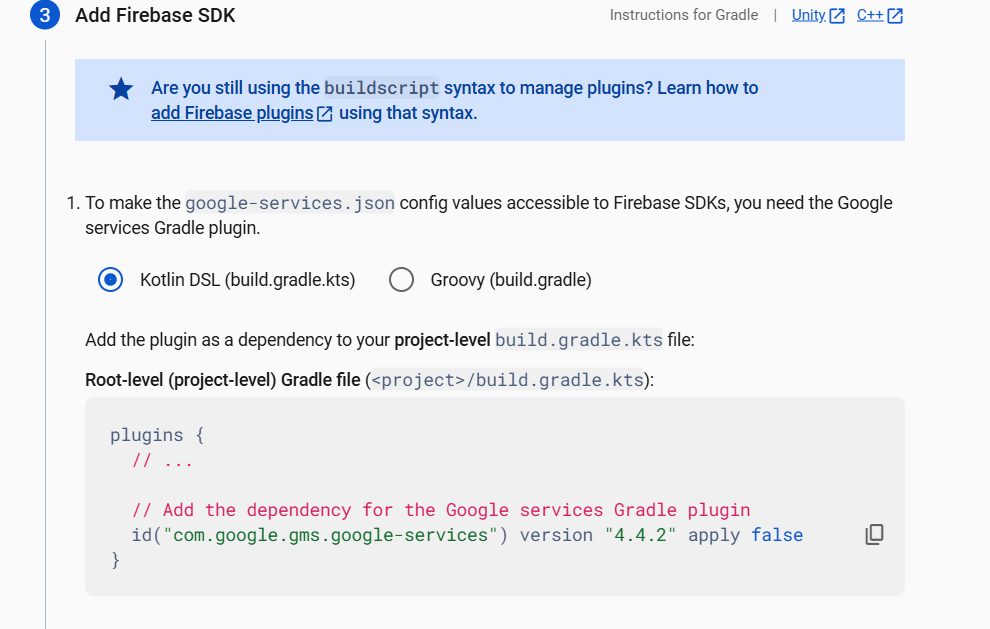 3 Add Firebase SDK Instructions for Gradle | Unity C++
Are you still using the buildscript syntax to manage plugins? Learn how to
add Firebase plugins using that syntax.
1. To make the google-services.json config values accessible to Firebase SDKs, you need the Google
services Gradle plugin.
Kotlin DSL (build.gradle.kts) Groovy (build.gradle)
Add the plugin as a dependency to your project-level build.gradle.kts file:
Root-level (project-level) Gradle file (<project>/build.gradle.kts):
plugins {
// ...
// Add the dependency for the Google services Gradle plugin
id("com.google.gms.google-services") version "4.4.2" apply false
}